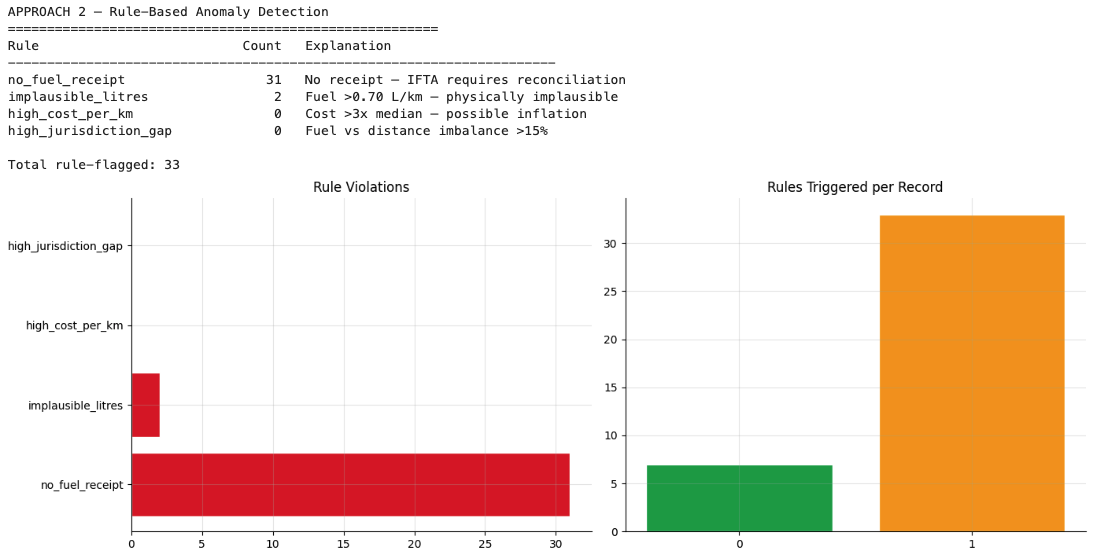 APPROACH 2 — Rule-Based Anomaly Detection
=======================================================
Rule                          Count   Explanation
----------------------------------------------------------------------
no_fuel_receipt                  31   No receipt — IFTA requires reconciliation
implausible_litres                2   Fuel >0.70 L/km — physically implausible
high_cost_per_km                  0   Cost >3x median — possible inflation
high_jurisdiction_gap             0   Fuel vs distance imbalance >15%
Total rule-flagged: 33
Rule Violations
high_jurisdiction_gap
high_cost_per_km
implausible_litres
no_fuel_receipt
0 5 10 15 20 25 30
Rules Triggered per Record
30
25
20
15
10
5
0
0 1